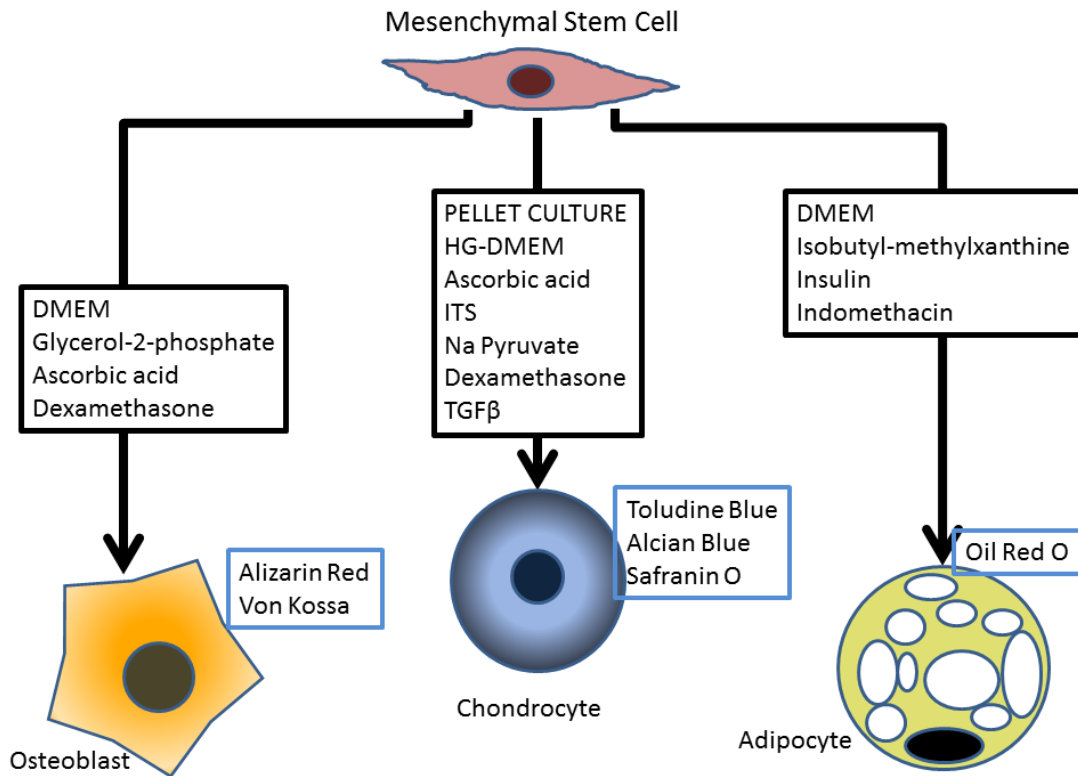 Mesenchymal Stem Cell
DMEM
Glycerol-2-phosphate
Ascorbic acid
Dexamethasone
PELLET CULTURE
HG-DMEM
Ascorbic acid
ITS
Na Pyruvate
Dexamethasone
TGFβ
DMEM
Isobutyl-methylxanthine
Insulin
Indomethacin
Alizarin Red
Von Kossa
Toludine Blue
Alcian Blue
Safranin O
Oil Red O
Osteoblast
Chondrocyte
Adipocyte